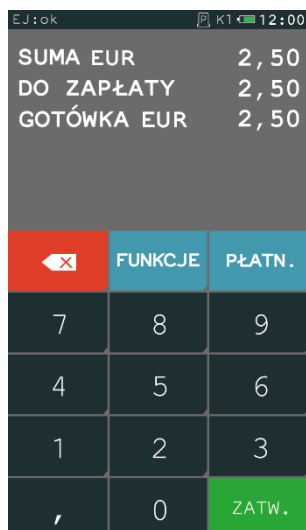 EJ:ok P K1 12:00
SUMA EUR 2,50
DO ZAPŁATY 2,50
GOTÓWKA EUR 2,50
FUNKCJE PŁATN.
7 8 9
4 5 6
1 2 3
, 0 ZATW.